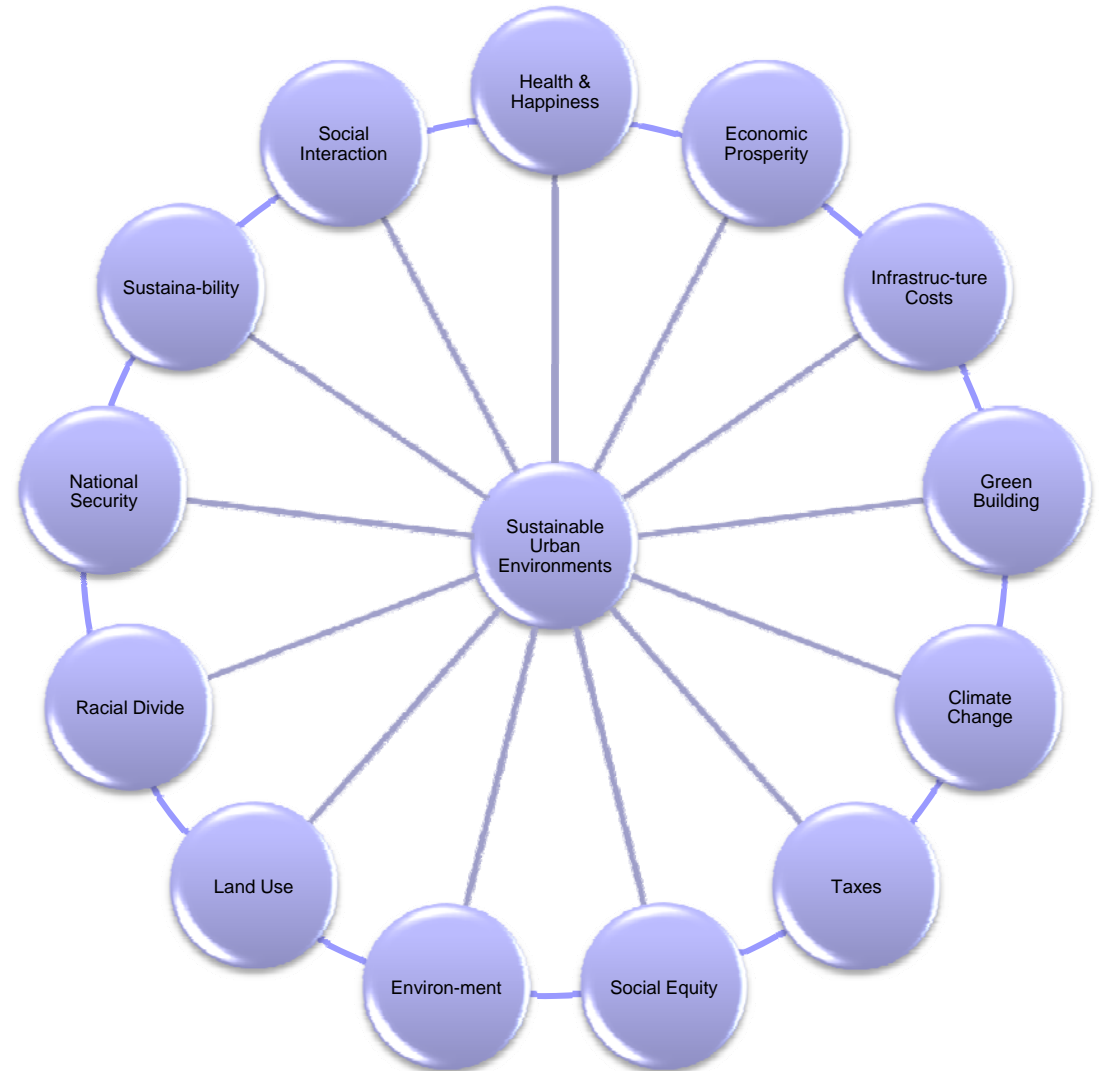 Health &
Happiness
Economic
Prosperity
Infrastruc-ture
Costs
Green
Building
Climate
Change
Taxes
Social Equity
Environ-ment
Land Use
Racial Divide
National
Security
Sustaina-bility
Social
Interaction
Sustainable
Urban
Environments